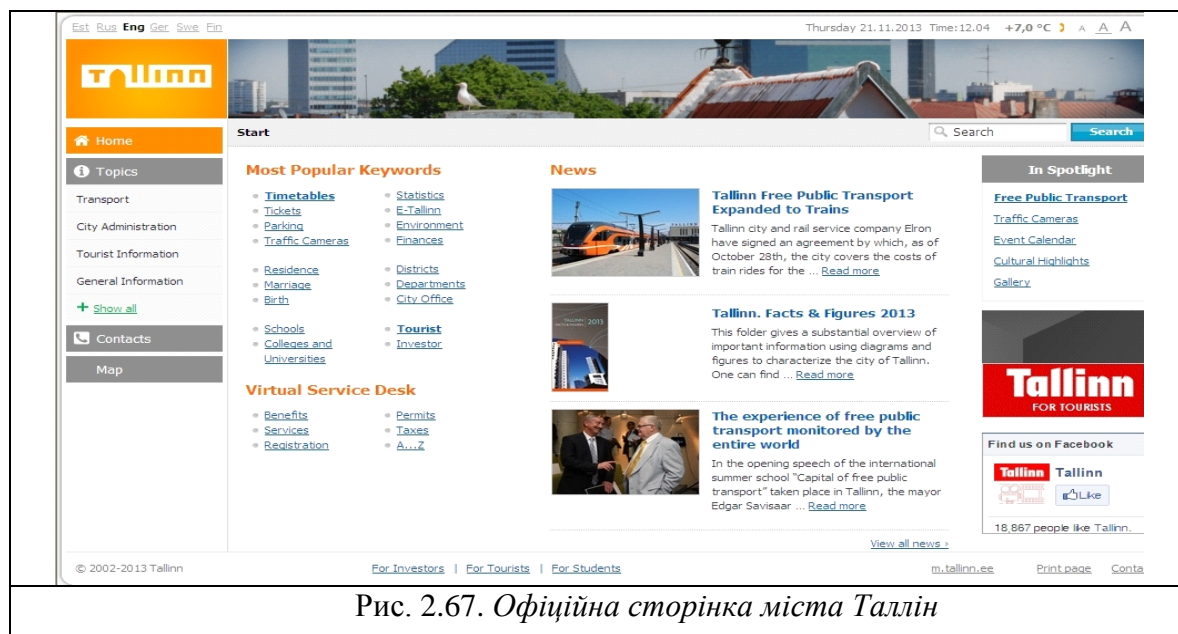 Est Rus Eng Ger Swe Fin
Thursday 21.11.2013 Time:12.04 +7,0 °C A A A
Tallinn
Home
Topics
Transport
City Administration
Tourist Information
General Information
+ Show all
Contacts
Map
Start
Search Search
Most Popular Keywords
Timetables
Tickets
Parking
Traffic Cameras
Residence
Marriage
Birth
Schools
Colleges and
Universities
Statistics
E-Tallinn
Environment
Finances
Districts
Departments
City Office
Tourist
Investor
Virtual Service Desk
Benefits
Services
Registration
Permits
Taxes
A...Z
News
Tallinn Free Public Transport
Expanded to Trains
Tallinn city and rail service company Elron
have signed an agreement by which, as of
October 28th, the city covers the costs of
train rides for the ... Read more
2013
Tallinn. Facts & Figures 2013
This folder gives a substantial overview of
important information using diagrams and
figures to characterize the city of Tallinn.
One can find ... Read more
The experience of free public
transport monitored by the
entire world
In the opening speech of the international
summer school "Capital of free public
transport" taken place in Tallinn, the mayor
Edgar Savisaar ... Read more
View all news ›
In Spotlight
Free Public Transport
Traffic Cameras
Event Calendar
Cultural Highlights
Gallery
Tallinn
FOR TOURISTS
Find us on Facebook
Tallinn Tallinn
Like
18,867 people like Tallinn.
© 2002-2013 Tallinn
For Investors | For Tourists | For Students
m.tallinn.ee Print page Conta
Рис. 2.67. Офіційна сторінка міста Таллін